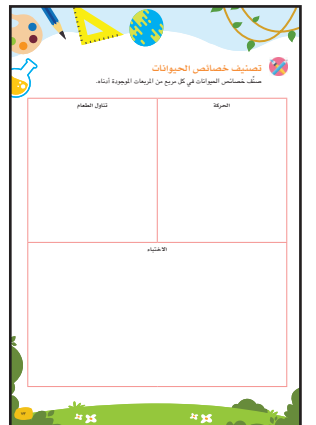 تصنيف خصائص الحيوانات
صنّف خصائص الحيوانات في كل مربع من المربعات الموجودة أدناه.
الحركة
تناول الطعام
الاختباء